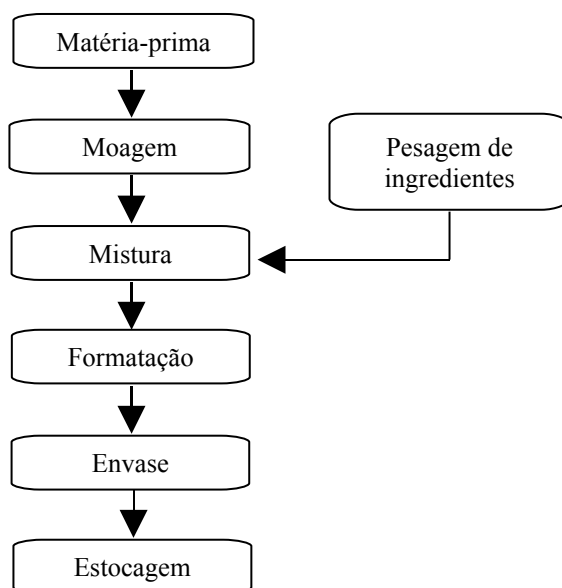 Matéria-prima
Moagem
Pesagem de
ingredientes
Mistura
Formatação
Envase
Estocagem